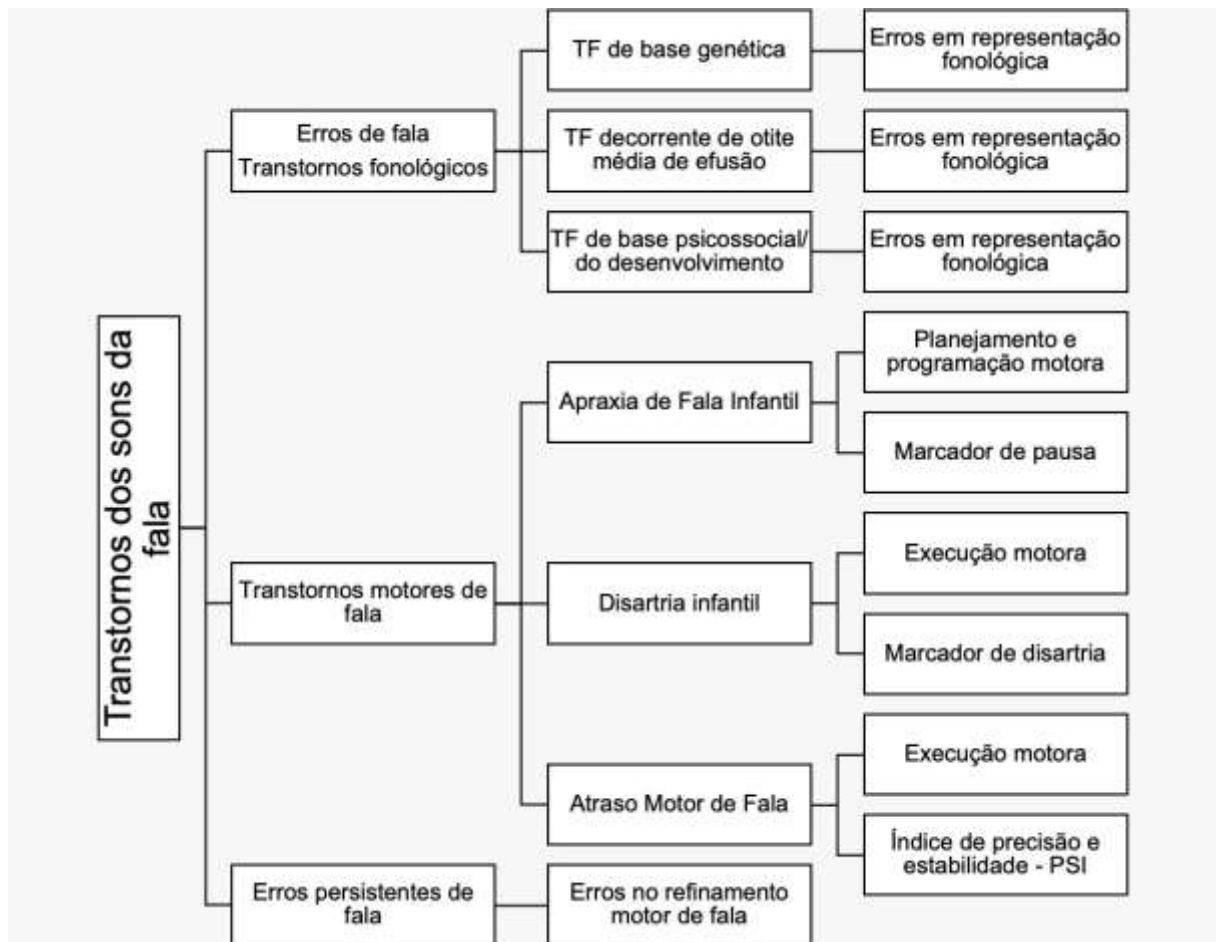 Transtornos dos sons da
fala
Erros de fala
Transtornos fonológicos
TF de base genética
Erros em representação
fonológica
TF decorrente de otite
média de efusão
Erros em representação
fonológica
TF de base psicossocial/
do desenvolvimento
Erros em representação
fonológica
Transtornos motores de
fala
Apraxia de Fala Infantil
Planejamento e
programação motora
Marcador de pausa
Disartria infantil
Execução motora
Marcador de disartria
Atraso Motor de Fala
Execução motora
Índice de precisão e
estabilidade - PSI
Erros persistentes de
fala
Erros no refinamento
motor de fala